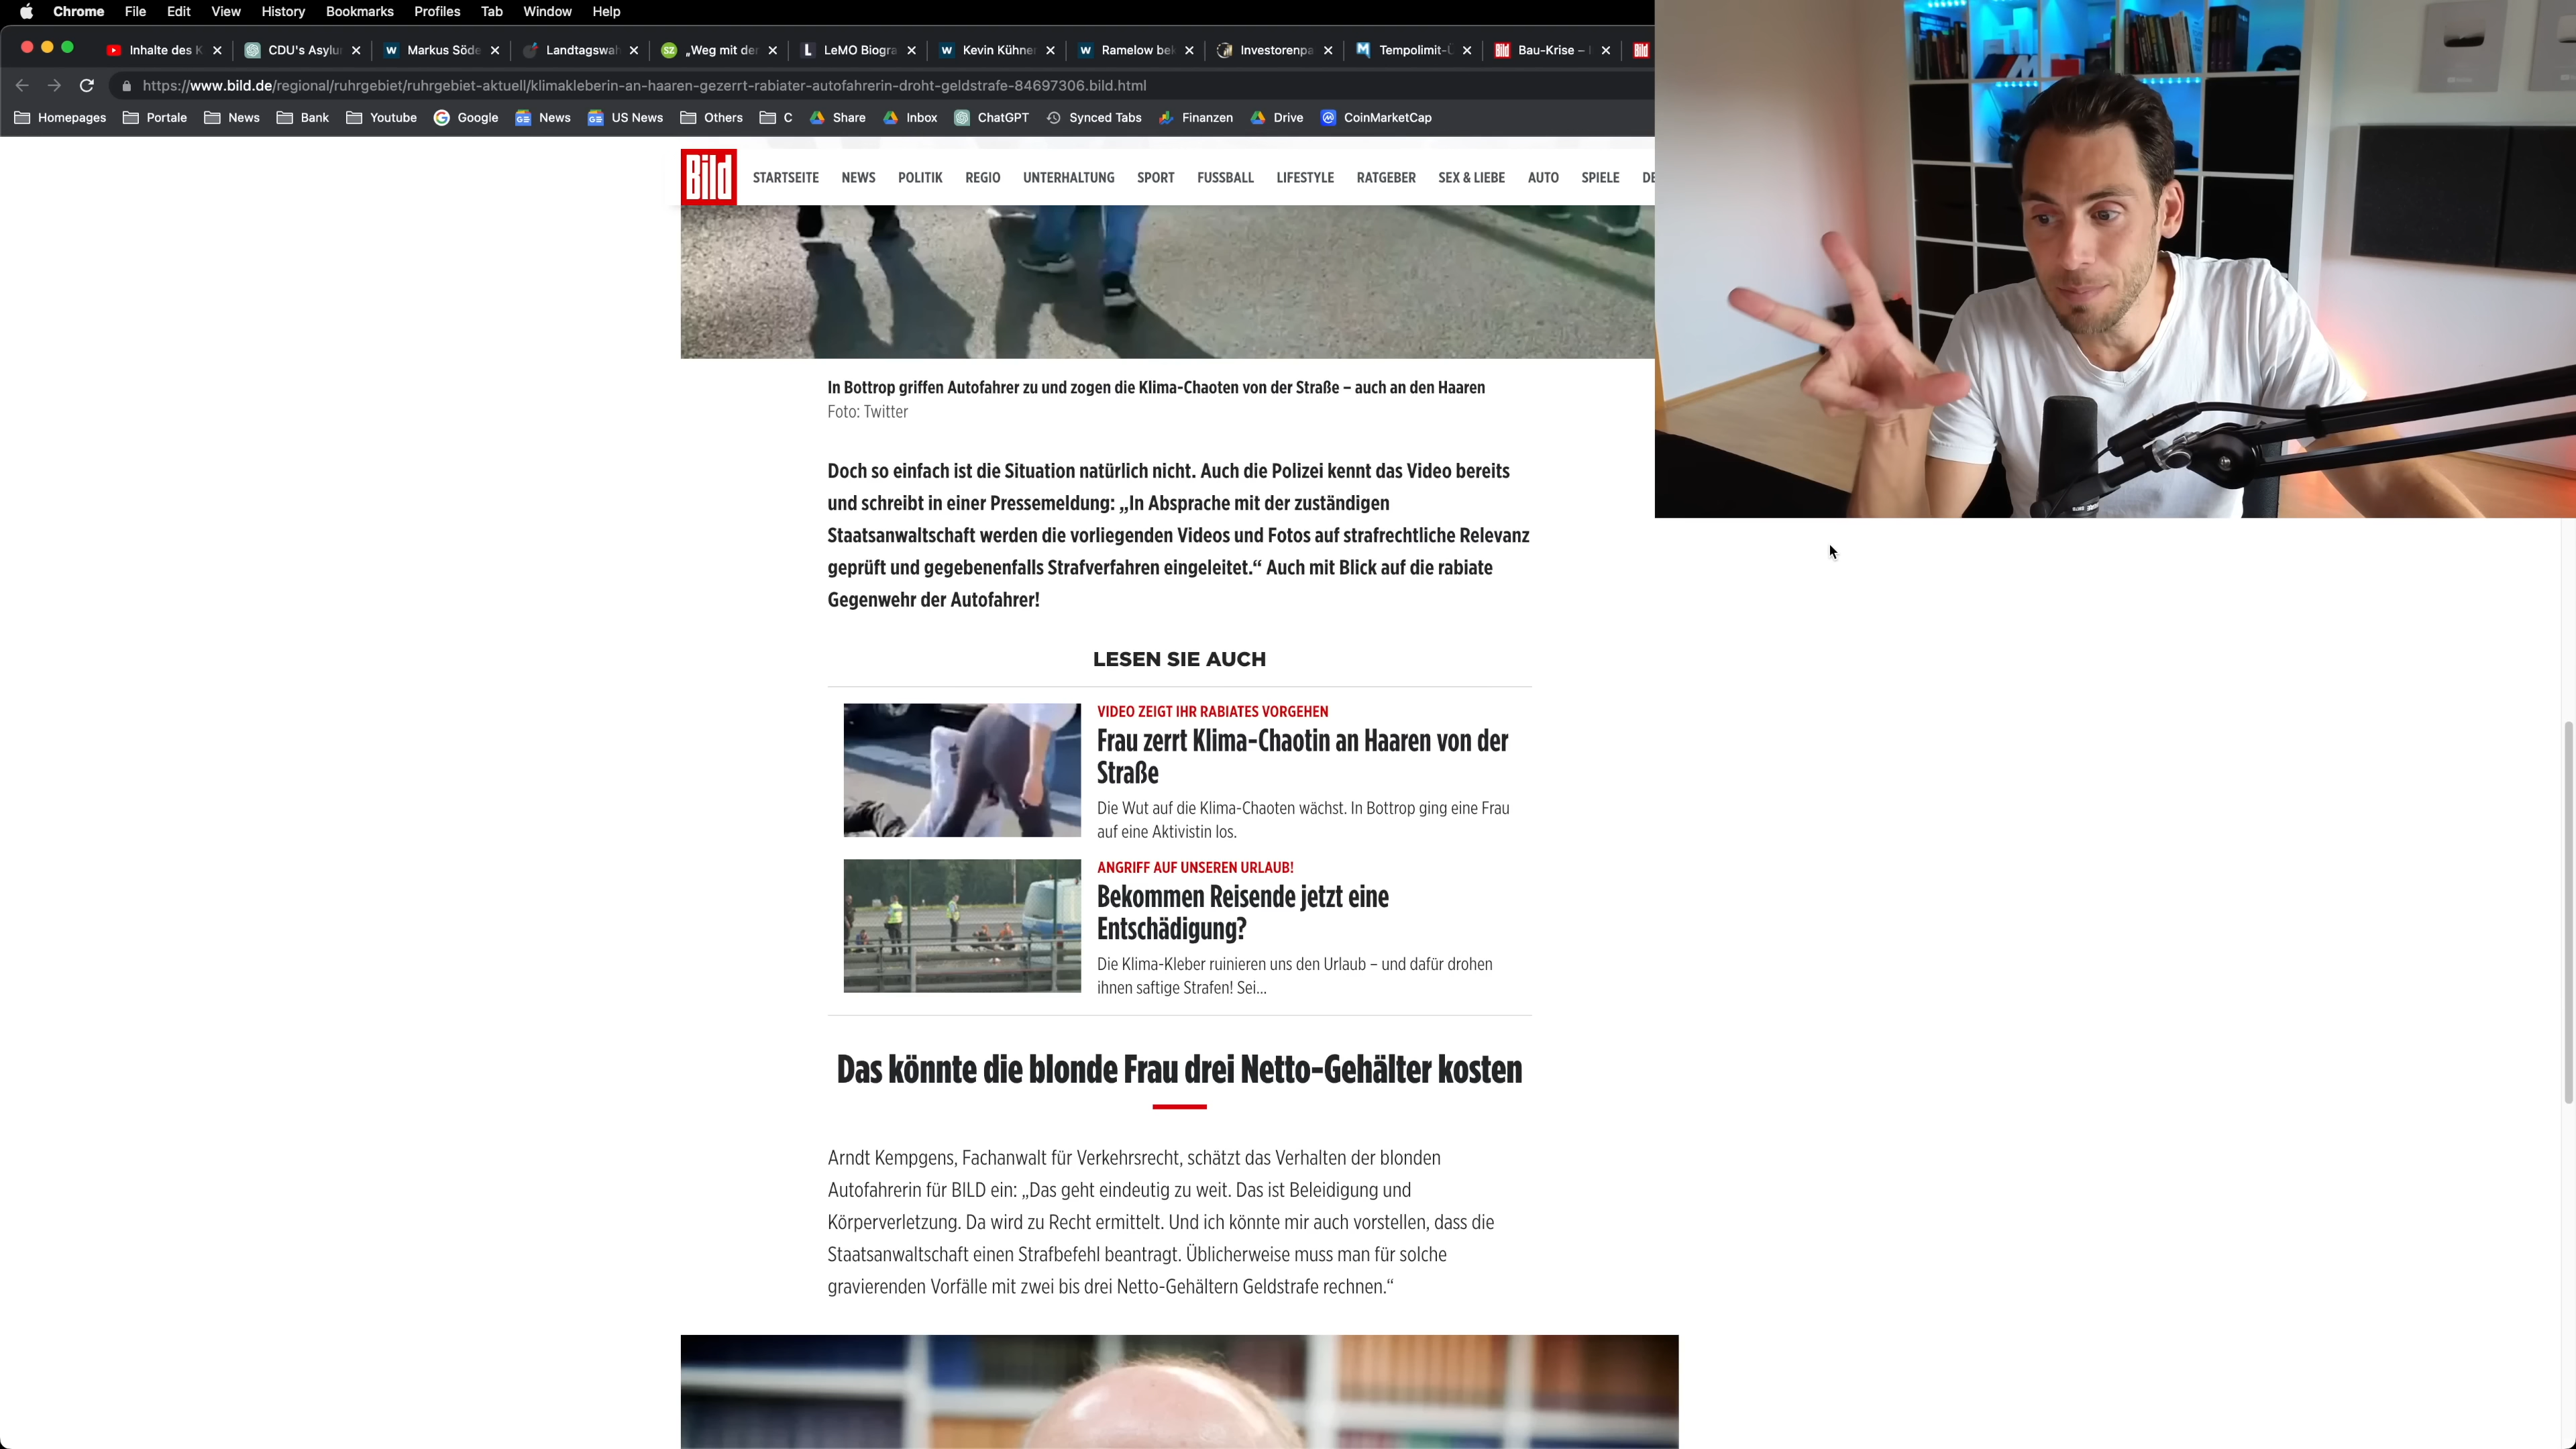 Chrome File Edit View History Bookmarks Profiles Tab Window Help
Inhalte des K CDU's Asylu Markus Söde Landtagswah „Weg mit der LeMO Biogra Kevin Kühner Ramelow bek Investorenpa Tempolimit-Ü Bau-Krise –
https://www.bild.de/regional/ruhrgebiet/ruhrgebiet-aktuell/klimakleberin-an-haaren-gezerrt-rabiater-autofahrerin-droht-geldstrafe-84697306.bild.html
Homepages Portale News Bank Youtube Google News US News Others C Share Inbox ChatGPT Synced Tabs Finanzen Drive CoinMarketCap
Bild STARTSEITE NEWS POLITIK REGIO UNTERHALTUNG SPORT FUSSBALL LIFESTYLE RATGEBER SEX & LIEBE AUTO SPIELE DE
In Bottrop griffen Autofahrer zu und zogen die Klima-Chaoten von der Straße – auch an den Haaren
Foto: Twitter
Doch so einfach ist die Situation natürlich nicht. Auch die Polizei kennt das Video bereits
und schreibt in einer Pressemeldung: „In Absprache mit der zuständigen
Staatsanwaltschaft werden die vorliegenden Videos und Fotos auf strafrechtliche Relevanz
geprüft und gegebenenfalls Strafverfahren eingeleitet.“ Auch mit Blick auf die rabiate
Gegenwehr der Autofahrer!
LESEN SIE AUCH
VIDEO ZEIGT IHR RABIATES VORGEHEN
Frau zerrt Klima-Chaotin an Haaren von der
Straße
Die Wut auf die Klima-Chaoten wächst. In Bottrop ging eine Frau
auf eine Aktivistin los.
ANGRIFF AUF UNSEREN URLAUB!
Bekommen Reisende jetzt eine
Entschädigung?
Die Klima-Kleber ruinieren uns den Urlaub – und dafür drohen
ihnen saftige Strafen! Sei...
Das könnte die blonde Frau drei Netto-Gehälter kosten
Arndt Kempgens, Fachanwalt für Verkehrsrecht, schätzt das Verhalten der blonden
Autofahrerin für BILD ein: „Das geht eindeutig zu weit. Das ist Beleidigung und
Körperverletzung. Da wird zu Recht ermittelt. Und ich könnte mir auch vorstellen, dass die
Staatsanwaltschaft einen Strafbefehl beantragt. Üblicherweise muss man für solche
gravierenden Vorfälle mit zwei bis drei Netto-Gehältern Geldstrafe rechnen.“